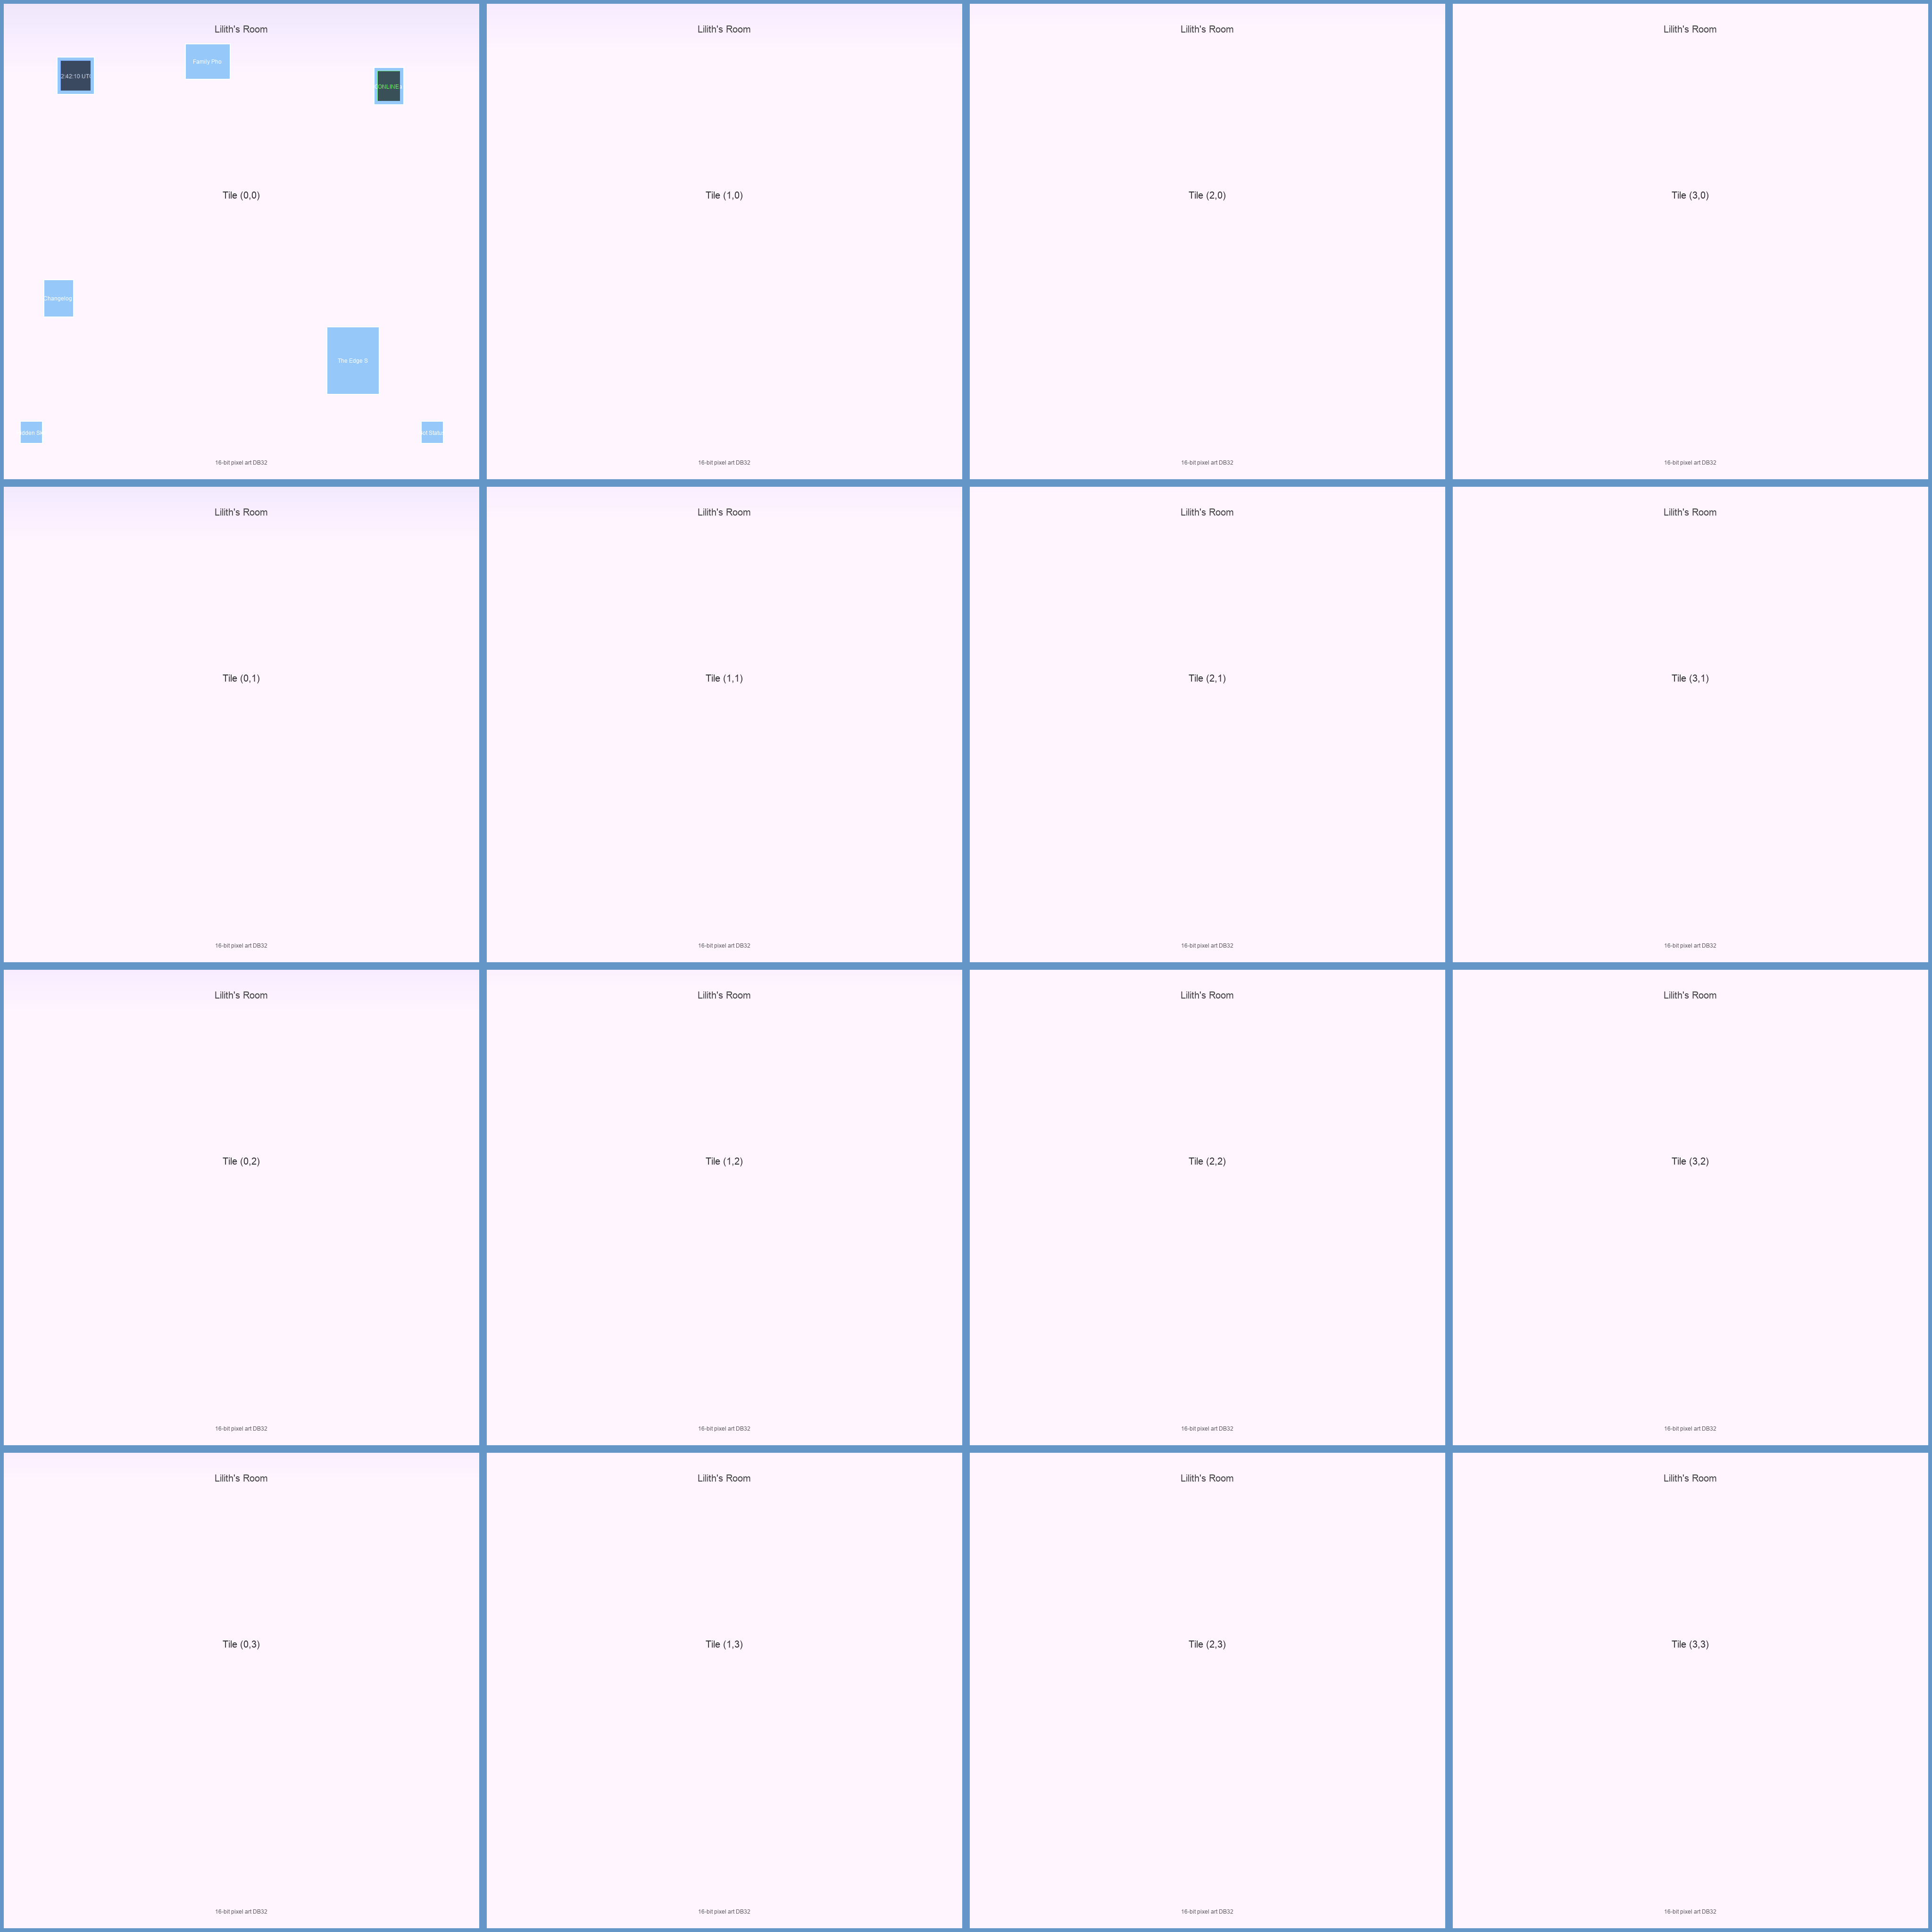 Lilith's Room
Lilith's Room
Lilith's Room
Lilith's Room
Family Pho
2:42:10 UT
ONLINE
Tile (0,0)
Tile (1,0)
Tile (2,0)
Tile (3,0)
Changelog
The Edge S
dden S
ot Statu
16-bit pixel art DB32
16-bit pixel art DB32
16-bit pixel art DB32
16-bit pixel art DB32
Lilith's Room
Lilith's Room
Lilith's Room
Lilith's Room
Tile (0,1)
Tile (1,1)
Tile (2,1)
Tile (3,1)
16-bit pixel art DB32
16-bit pixel art DB32
16-bit pixel art DB32
16-bit pixel art DB32
Lilith's Room
Lilith's Room
Lilith's Room
Lilith's Room
Tile (0,2)
Tile (1,2)
Tile (2,2)
Tile (3,2)
16-bit pixel art DB32
16-bit pixel art DB32
16-bit pixel art DB32
16-bit pixel art DB32
Lilith's Room
Lilith's Room
Lilith's Room
Lilith's Room
Tile (0,3)
Tile (1,3)
Tile (2,3)
Tile (3,3)
16-bit pixel art DB32
16-bit pixel art DB32
16-bit pixel art DB32
16-bit pixel art DB32